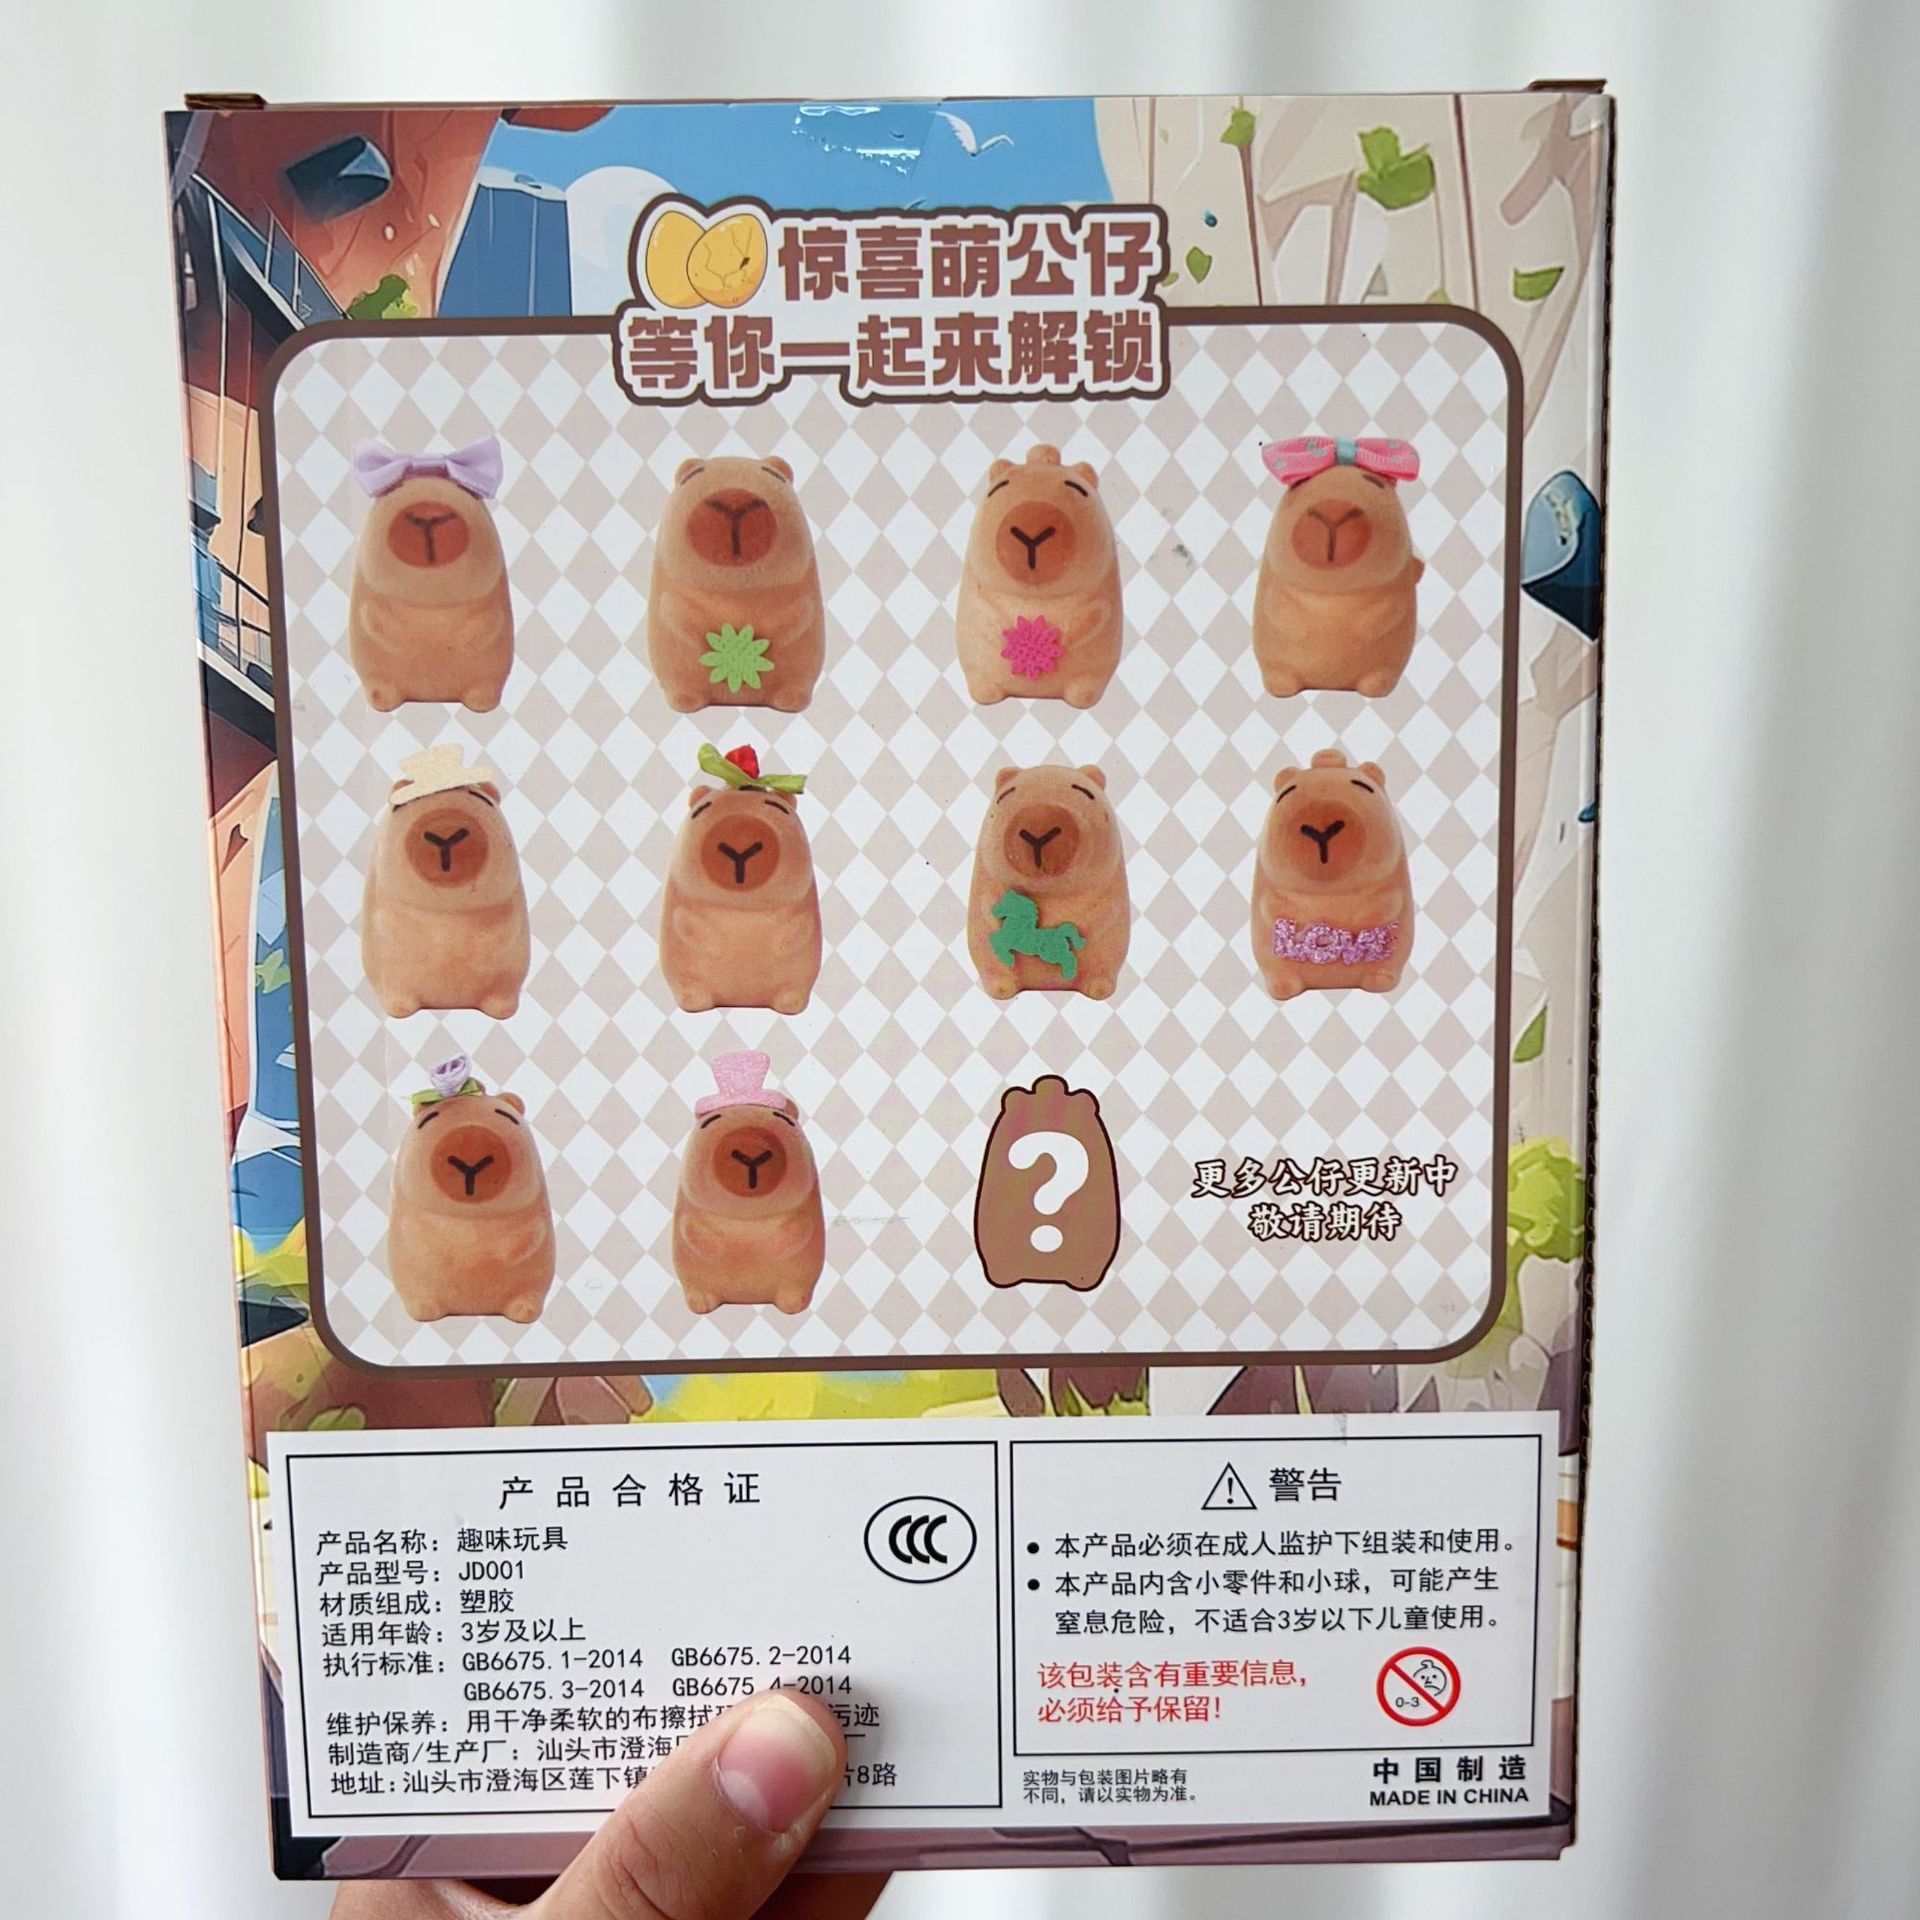 惊喜萌公仔
等你一起来解锁
LOVE
?
更多公仔更新中
敬请期待
产品合格证
产品名称：趣味玩具
产品型号：JD001
材质组成：塑胶
适用年龄：3岁及以上
执行标准：GB6675.1-2014 GB6675.2-2014
GB6675.3-2014 GB6675.4-2014
维护保养：用干净柔软的布擦拭 污迹
制造商/生产厂：汕头市澄海
地址：汕头市澄海区莲下镇 片8路
CCC
警告
• 本产品必须在成人监护下组装和使用。
• 本产品内含小零件和小球，可能产生
窒息危险，不适合3岁以下儿童使用。
该包装含有重要信息，
必须给予保留！
0-3
实物与包装图片略有
不同，请以实物为准。
中国制造
MADE IN CHINA